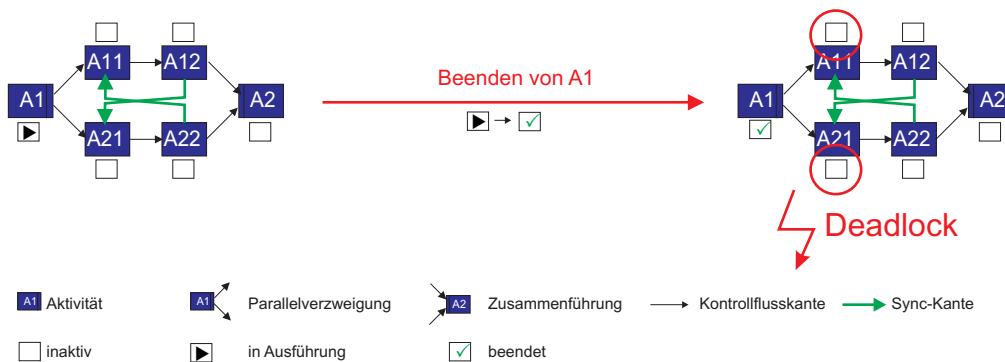 A11 A12
A1 A2
A21 A22
Beenden von A1
A11 A12
A1 A2
A21 A22
Deadlock
A1 Aktivität A1 Parallelverzweigung A2 Zusammenführung Kontrollflusskante Sync-Kante
inaktiv in Ausführung beendet